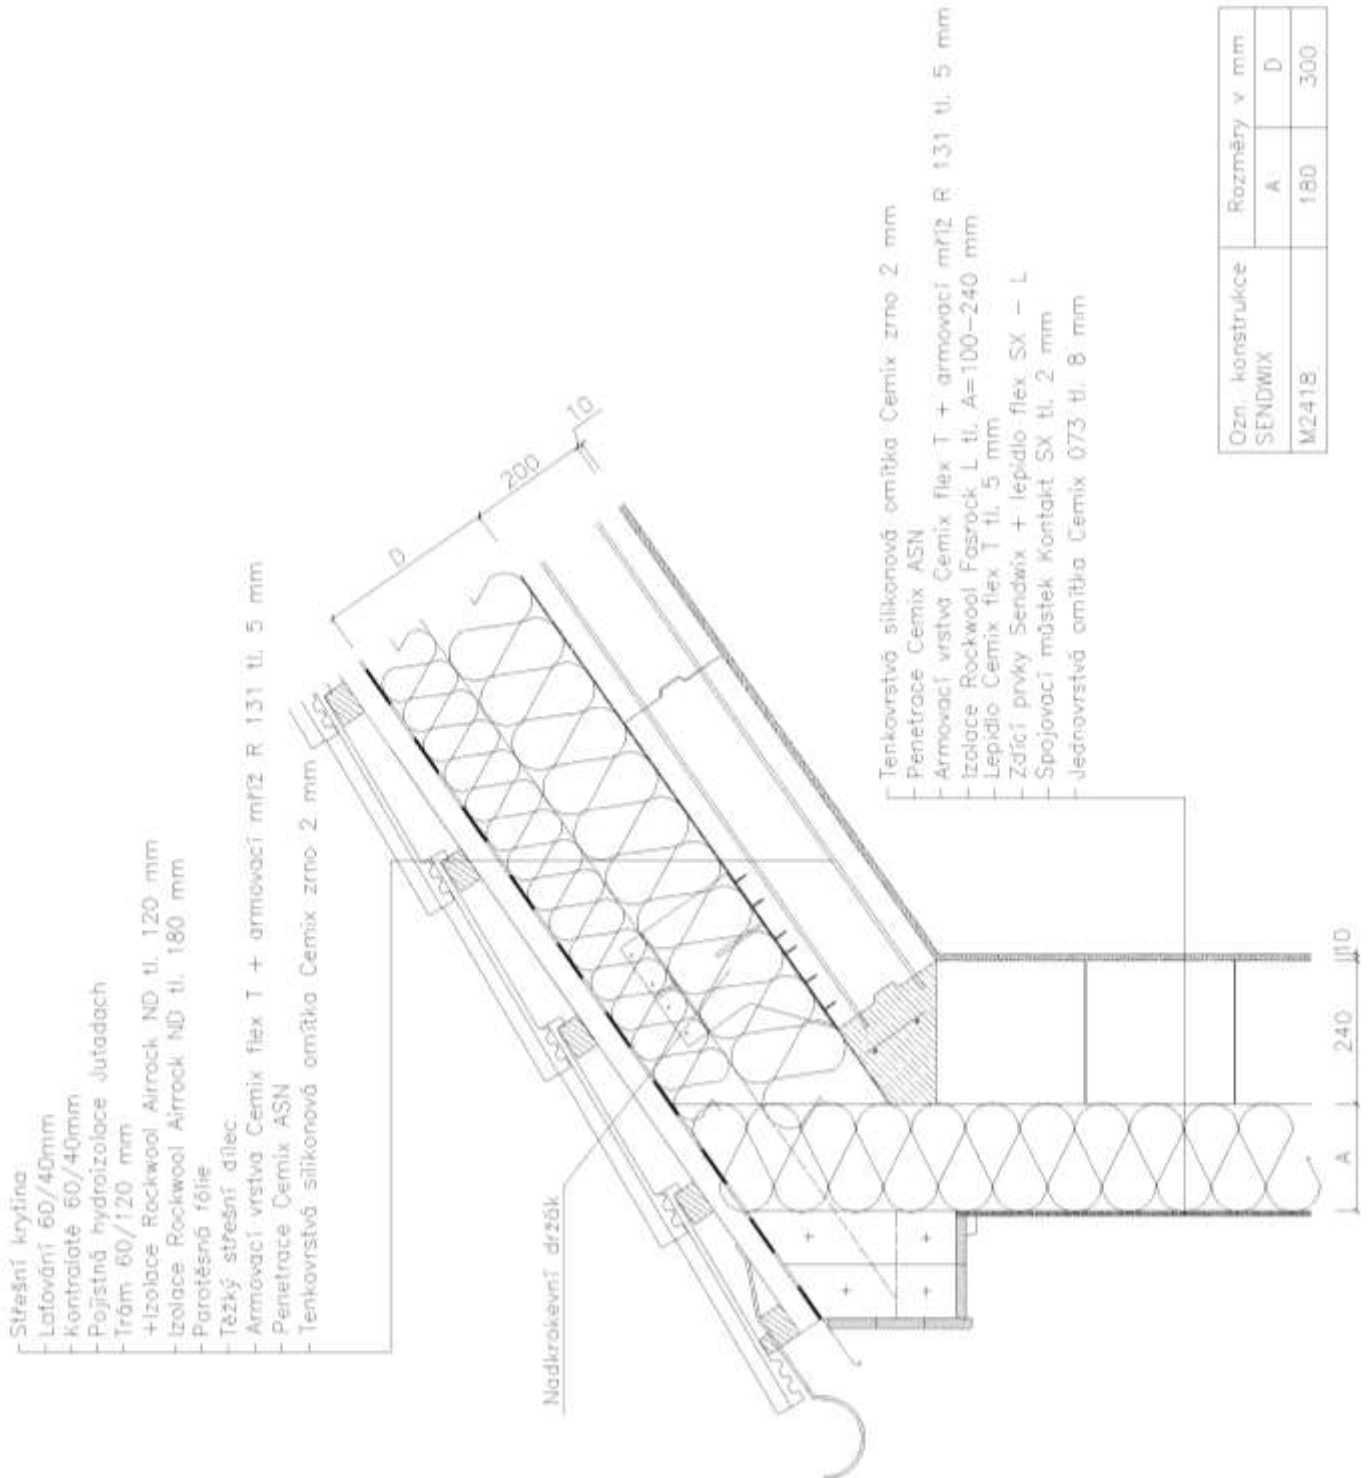 Střešní krytina
Laťování 60/40mm
Kontralatě 60/40mm
Pojistná hydroizolace Jutadach
Trám 60/120 mm
+Izolace Rockwool Airrock ND tl. 120 mm
Izolace Rockwool Airrock ND tl. 180 mm
Parotěsná fólie
Těžký střešní dílec
Armovací vrstva Cemix flex T + armovací mříž R 131 tl. 5 mm
Penetrace Cemix ASN
Tenkovrstvá silikonová omítka Cemix zrno 2 mm
Nadkrokevní držák
D
200
10
Tenkovrstvá silikonová omítka Cemix zrno 2 mm
Penetrace Cemix ASN
Armovací vrstva Cemix flex T + armovací mříž R 131 tl. 5 mm
Izolace Rockwool Fasrock L tl. A=100-240 mm
Lepidlo Cemix flex T tl. 5 mm
Zdící prvky Sendwix + lepidlo flex SX - L
Spojovací můstek Kontakt SX tl. 2 mm
Jednovrstvá omítka Cemix 073 tl. 8 mm
A
240
10
Ozn. konstrukce
SENDWIX
Rozměry v mm
A
D
M2418
180
300